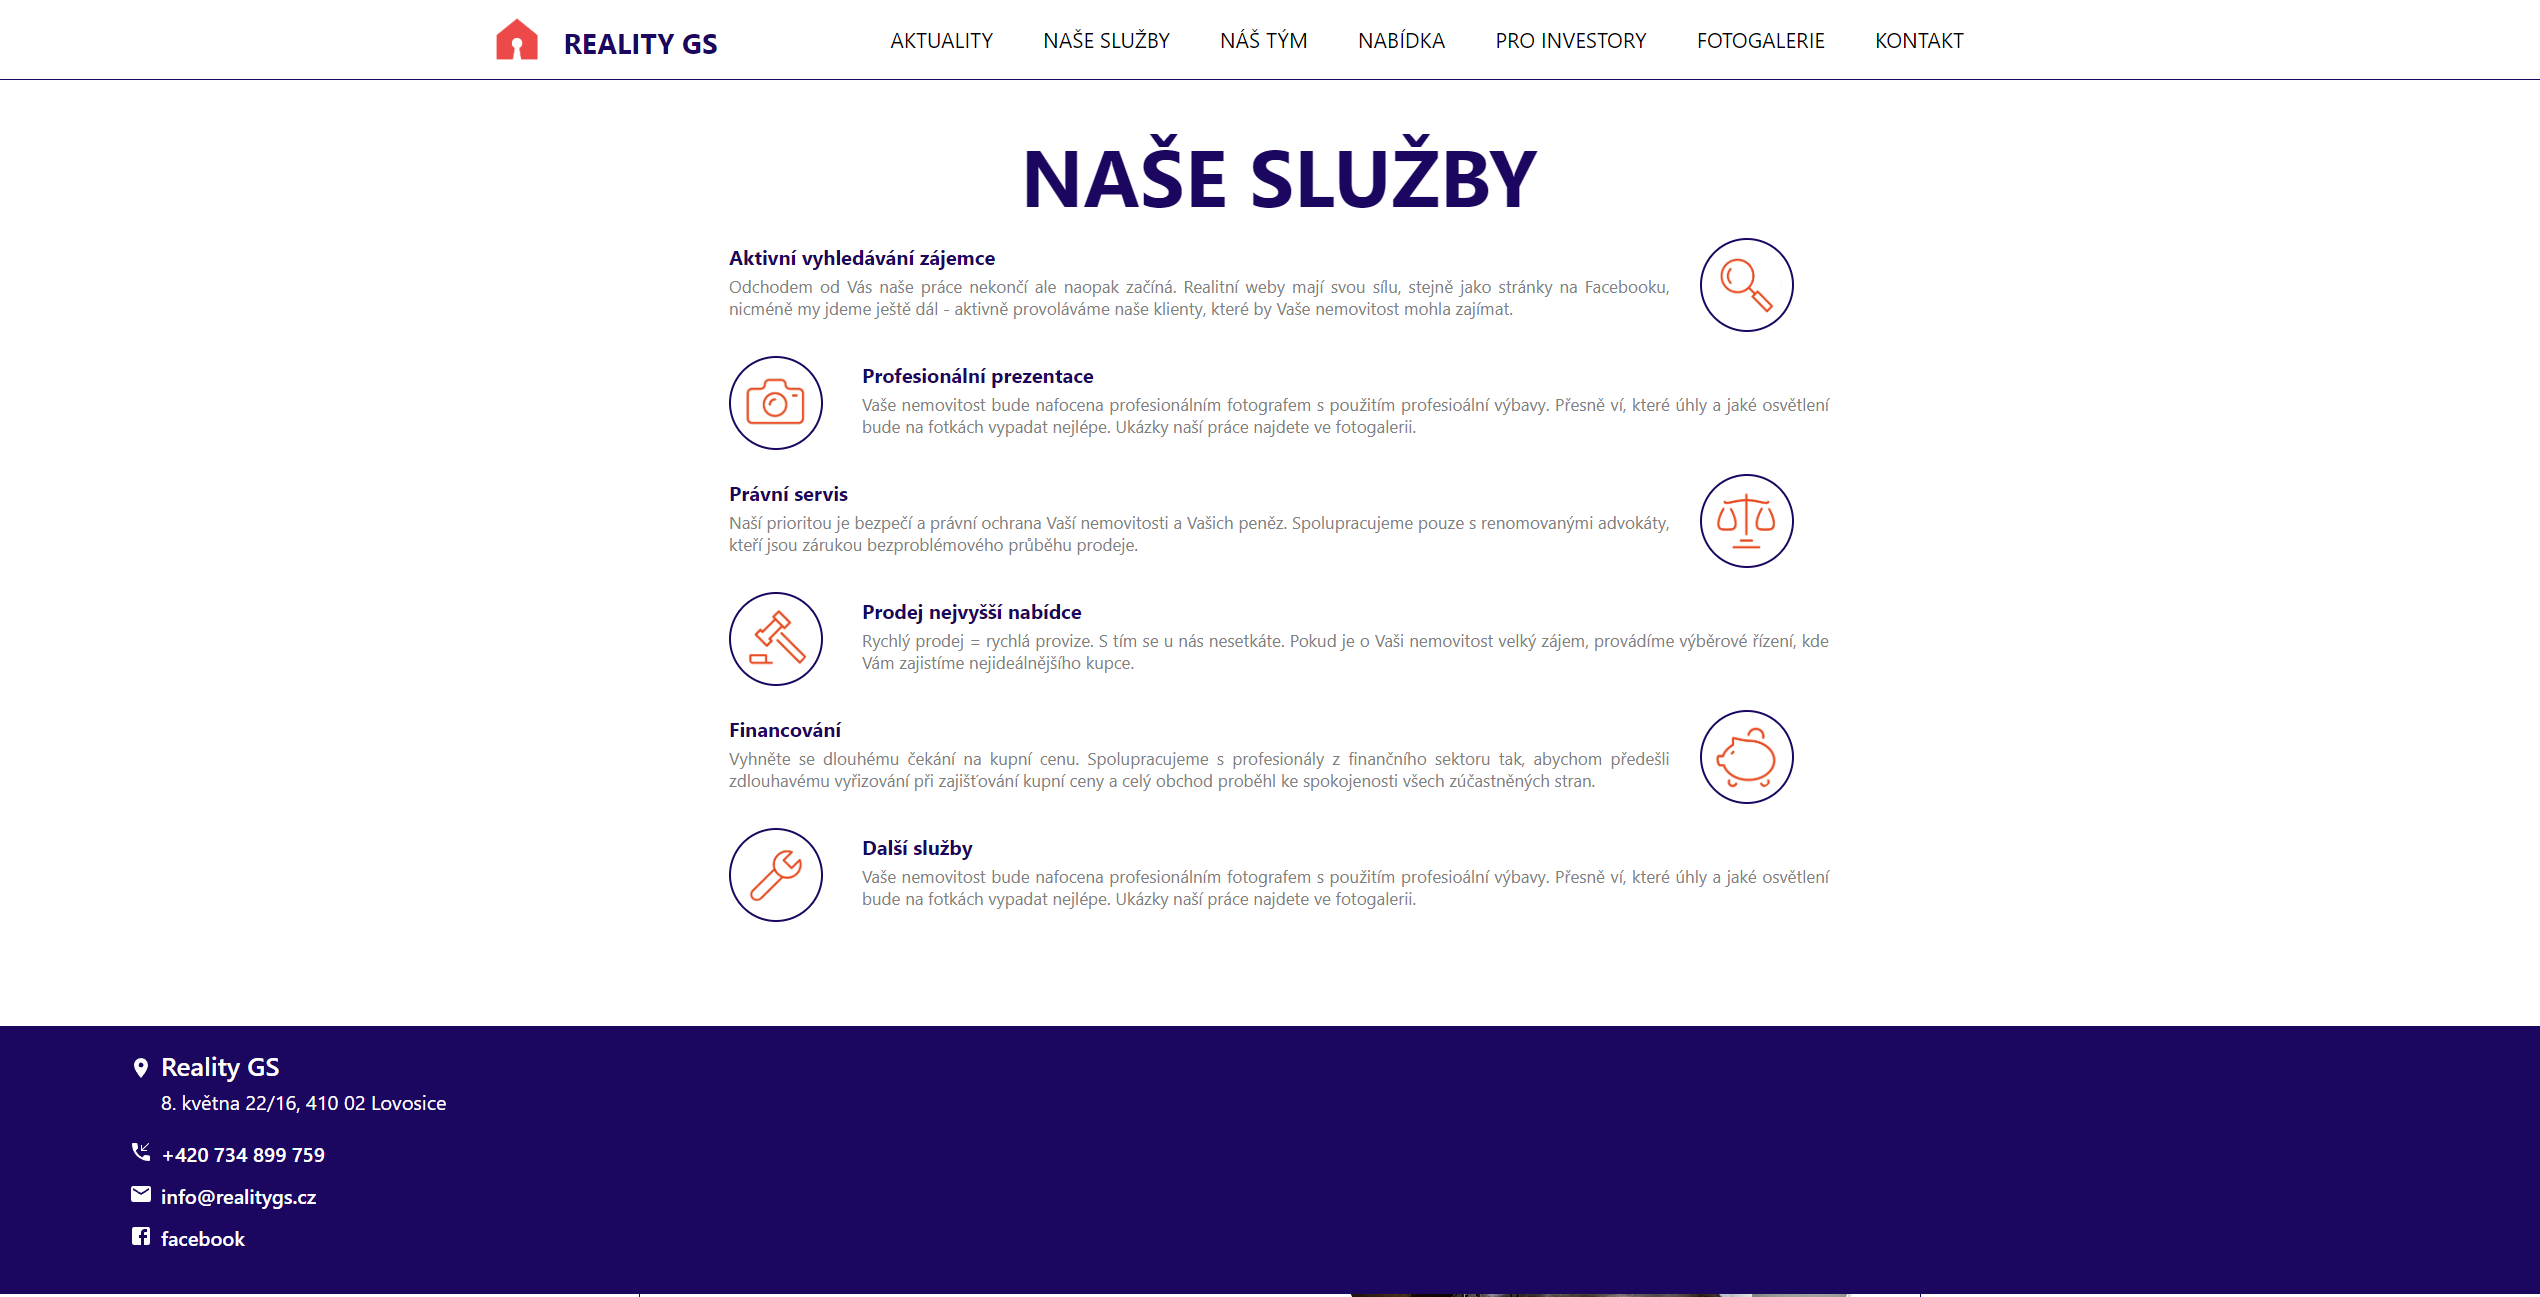 REALITY GS
AKTUALITY
NAŠE SLUŽBY
NÁŠ TÝM
NABÍDKA
PRO INVESTORY
FOTOGALERIE
KONTAKT
NAŠE SLUŽBY
Aktivní vyhledávání zájemce
Odchodem od Vás naše práce nekončí ale naopak začíná. Realitní weby mají svou sílu, stejně jako stránky na Facebooku,
nicméně my jdeme ještě dál - aktivně provoláváme naše klienty, které by Vaše nemovitost mohla zajímat.
Profesionální prezentace
Vaše nemovitost bude nafocena profesionálním fotografem s použitím profesioální výbavy. Přesně ví, které úhly a jaké osvětlení
bude na fotkách vypadat nejlépe. Ukázky naší práce najdete ve fotogalerii.
Právní servis
Naší prioritou je bezpečí a právní ochrana Vaší nemovitosti a Vašich peněz. Spolupracujeme pouze s renomovanými advokáty,
kteří jsou zárukou bezproblémového průběhu prodeje.
Prodej nejvyšší nabídce
Rychlý prodej = rychlá provize. S tím se u nás nesetkáte. Pokud je o Vaši nemovitost velký zájem, provádíme výběrové řízení, kde
Vám zajistíme nejideálnějšího kupce.
Financování
Vyhněte se dlouhému čekání na kupní cenu. Spolupracujeme s profesionály z finančního sektoru tak, abychom předešli
zdlouhavému vyřizování při zajišťování kupní ceny a celý obchod proběhl ke spokojenosti všech zúčastněných stran.
Další služby
Vaše nemovitost bude nafocena profesionálním fotografem s použitím profesioální výbavy. Přesně ví, které úhly a jaké osvětlení
bude na fotkách vypadat nejlépe. Ukázky naší práce najdete ve fotogalerii.
Reality GS
8. května 22/16, 410 02 Lovosice
+420 734 899 759
info@realitygs.cz
facebook